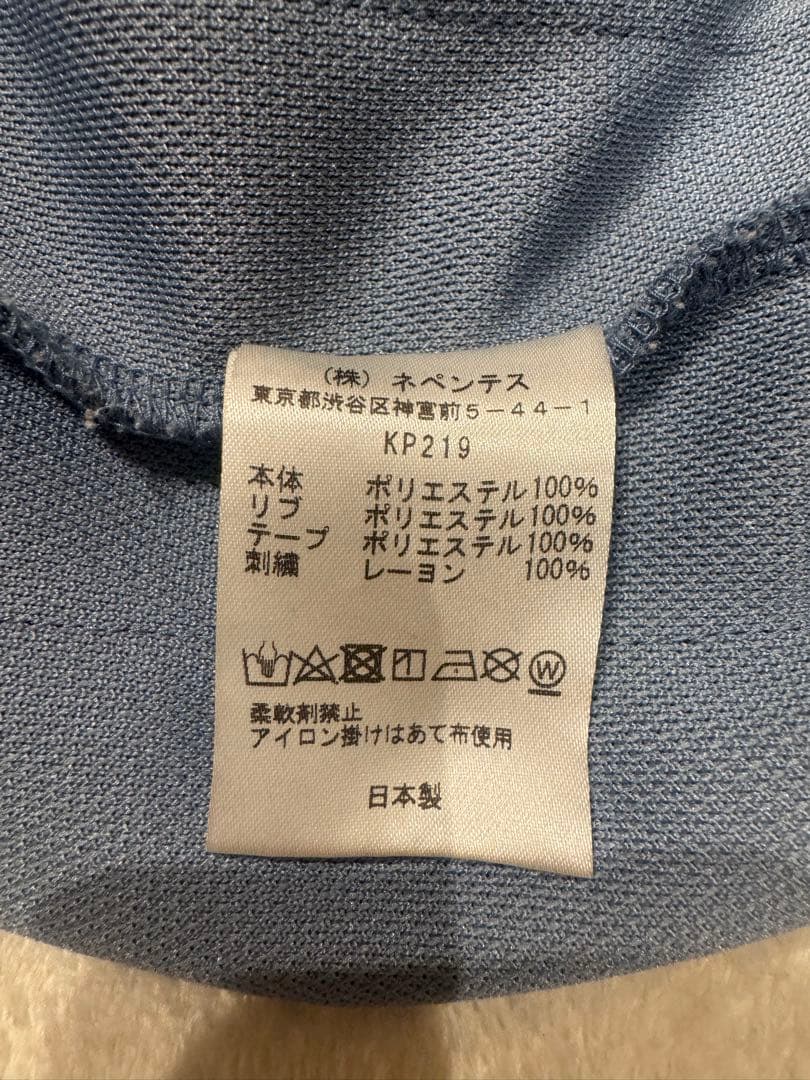 （株）ネペンテス
東京都渋谷区神宮前５−４４−１
KP219
本体 ポリエステル100%
リブ ポリエステル100%
テープ ポリエステル100%
刺繍 レーヨン 100%
W
柔軟剤禁止
アイロン掛けはあて布使用
日本製